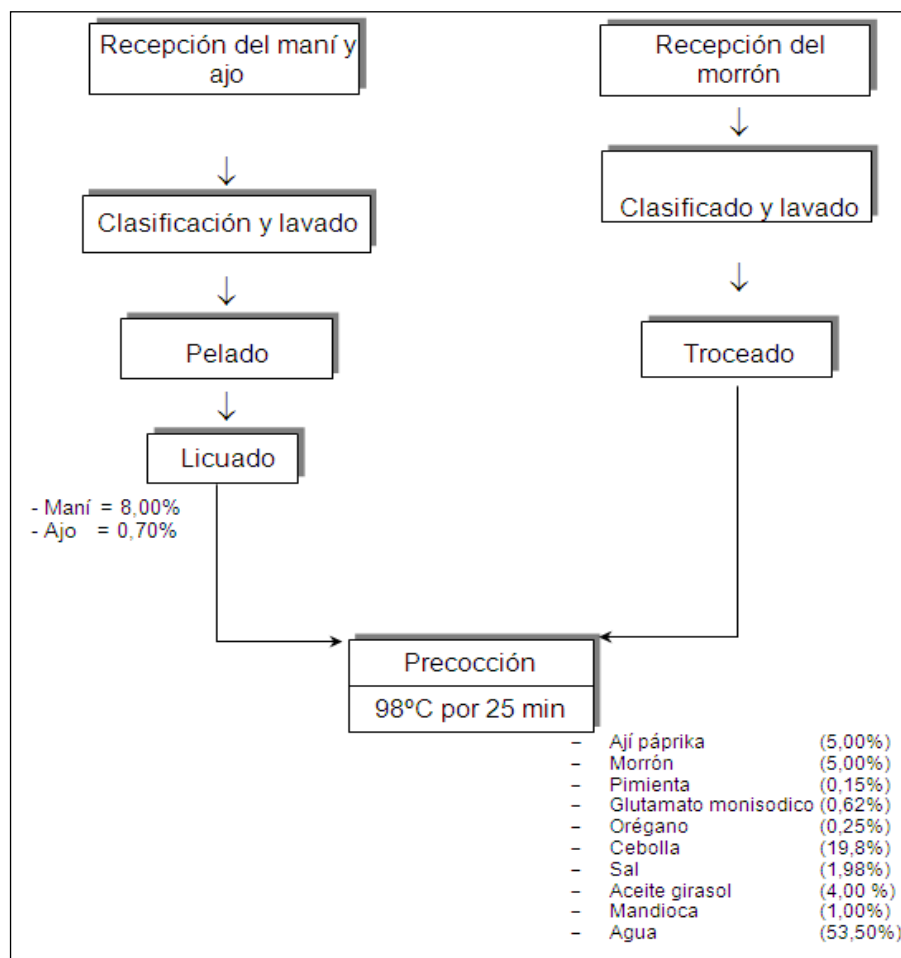 Recepción del maní y
ajo
Clasificación y lavado
Pelado
Licuado
- Maní = 8,00%
- Ajo = 0,70%
Recepción del
morrón
Clasificado y lavado
Troceado
Precocción
98ºC por 25 min
– Ají páprika (5,00%)
– Morrón (5,00%)
– Pimienta (0,15%)
– Glutamato monisodico (0,62%)
– Orégano (0,25%)
– Cebolla (19,8%)
– Sal (1,98%)
– Aceite girasol (4,00 %)
– Mandioca (1,00%)
– Agua (53,50%)